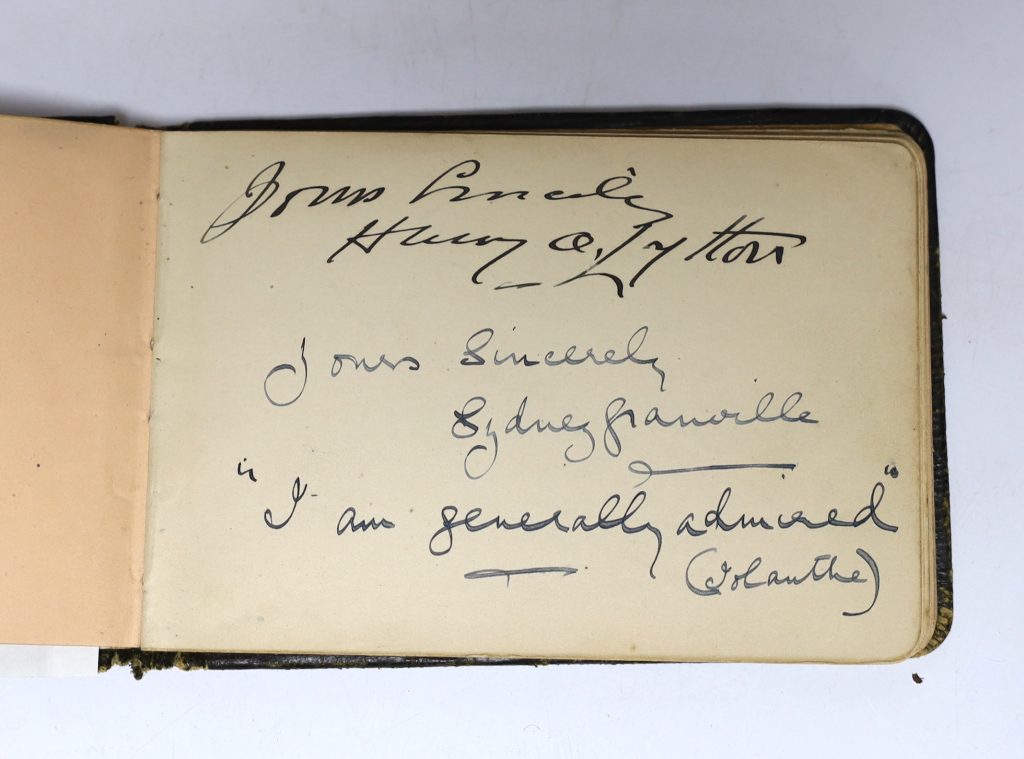 Yours Sincerely
Henry A. Lytton
Yours Sincerely
Sydney Granville
"I am generally admired"
(Iolanthe)